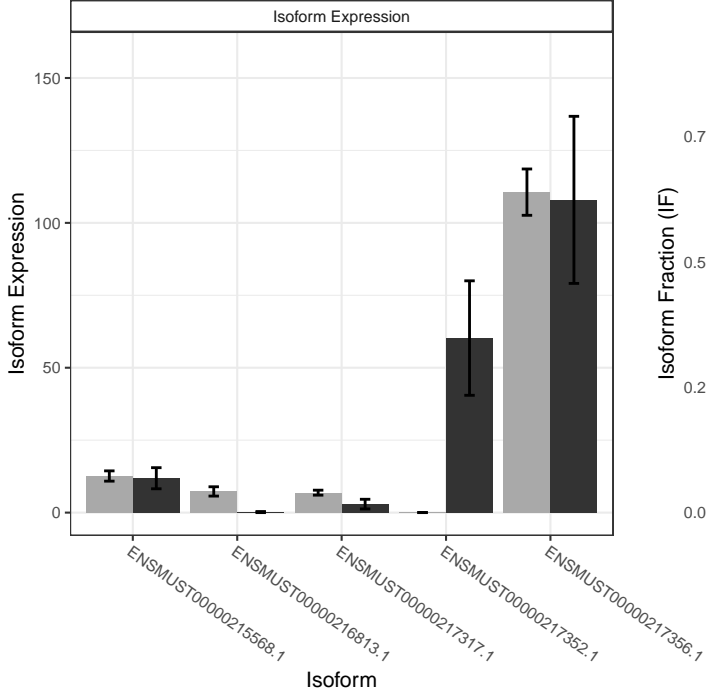 Isoform Expression
Isoform Expression
150
100
50
0
ENSMUST00000215568.1
ENSMUST00000216813.1
ENSMUST00000217317.1
ENSMUST00000217352.1
ENSMUST00000217356.1
Isoform
Isoform Fraction (IF)
0.7
0.5
0.2
0.0